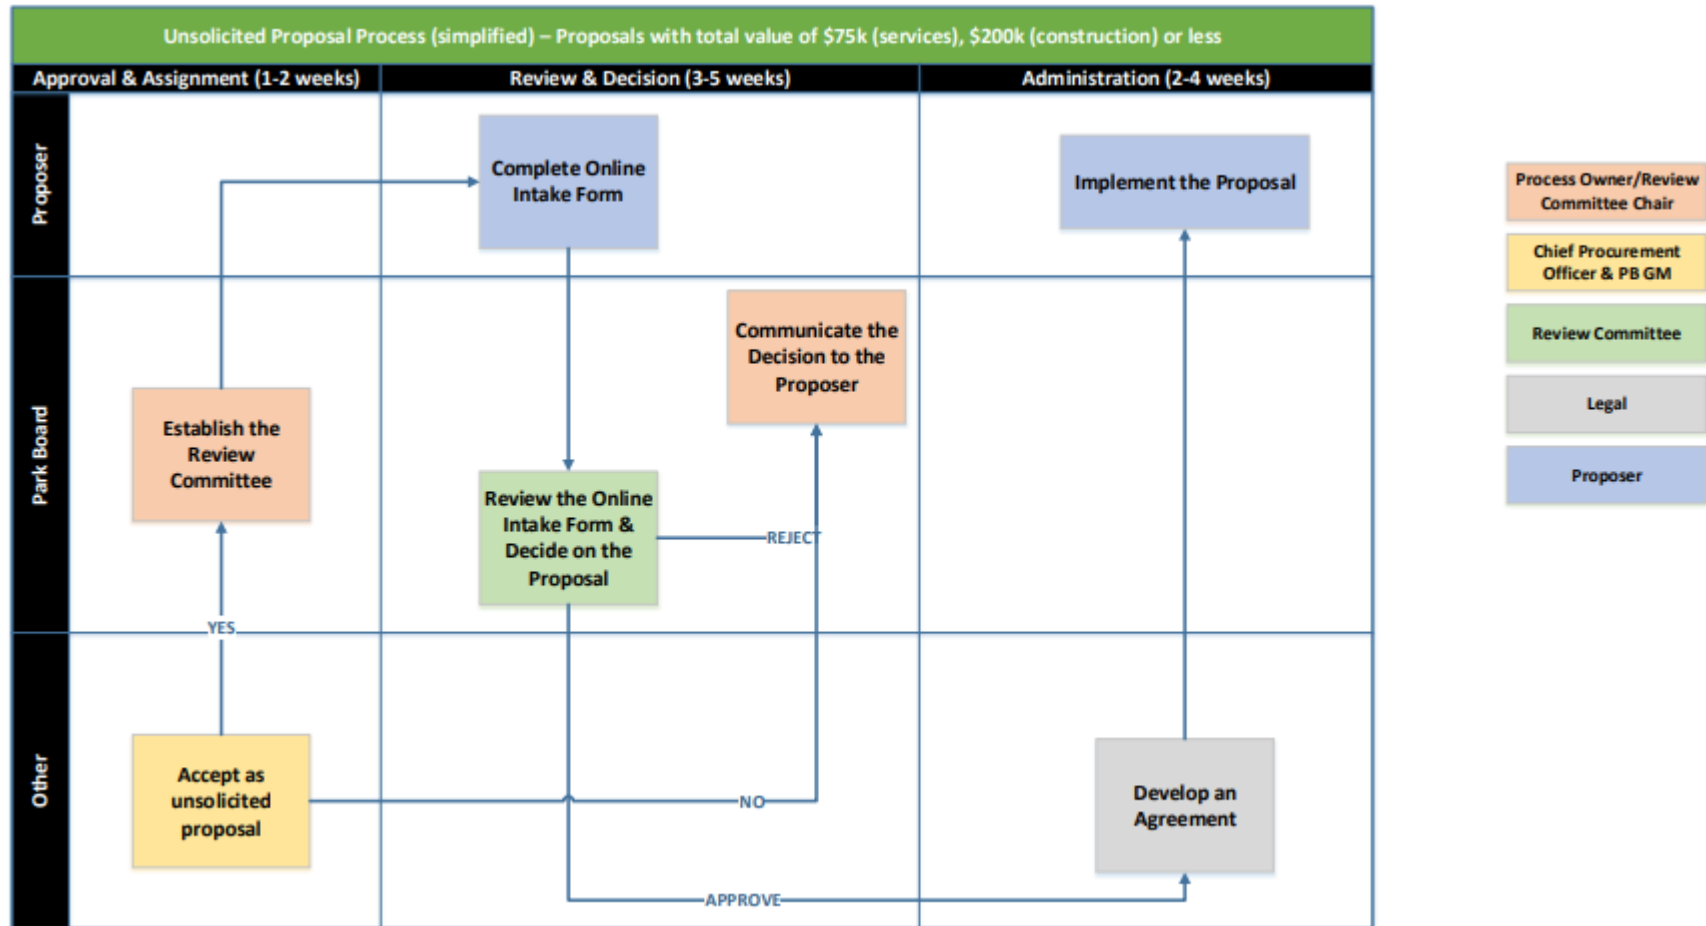 Unsolicited Proposal Process (simplified) – Proposals with total value of $75k (services), $200k (construction) or less
Approval & Assignment (1-2 weeks)
Review & Decision (3-5 weeks)
Administration (2-4 weeks)
Proposer
Complete Online
Intake Form
Implement the Proposal
Park Board
Establish the
Review
Committee
Communicate the
Decision to the
Proposer
Review the Online
Intake Form &
Decide on the
Proposal
REJECT
YES
Other
Accept as
unsolicited
proposal
NO
Develop an
Agreement
APPROVE
Process Owner/Review
Committee Chair
Chief Procurement
Officer & PB GM
Review Committee
Legal
Proposer